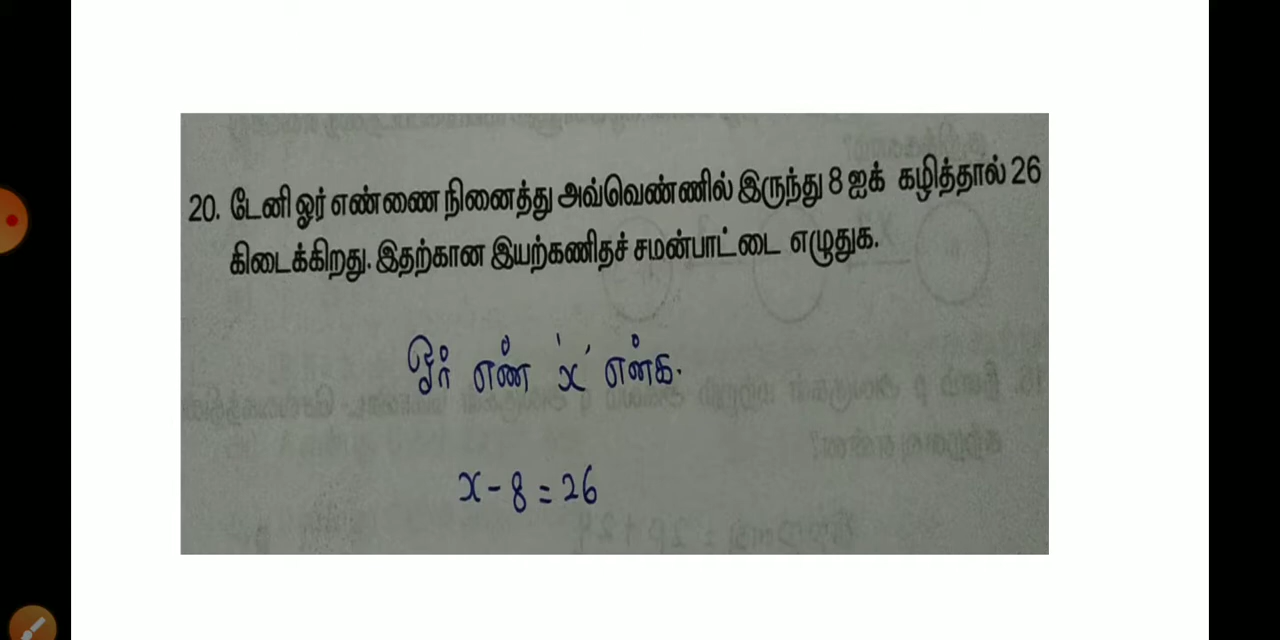 20. டேனி ஓர் எண்ணை நினைத்து அவ்வெண்ணில் இருந்து 8 ஐக் கழித்தால் 26
கிடைக்கிறது. இதற்கான இயற்கணிதச் சமன்பாட்டை எழுதுக.
ஓர் எண் 'x' என்க.
x - 8 = 26